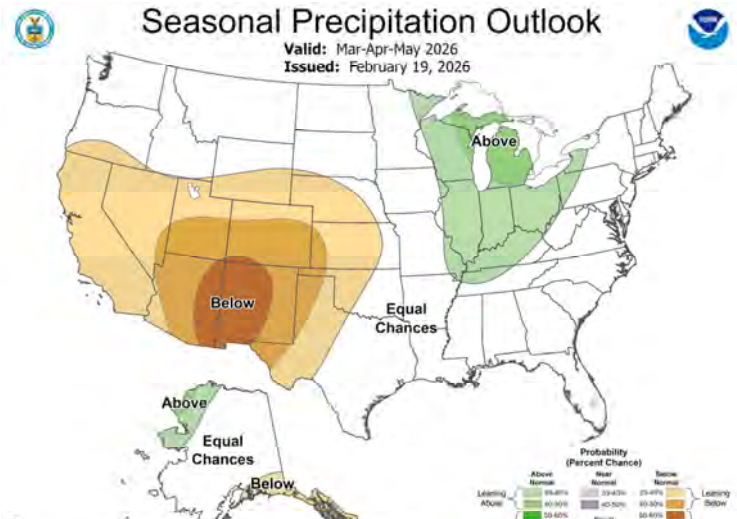 Seasonal Precipitation Outlook
Valid: Mar-Apr-May 2026
Issued: February 19, 2026
Above
Below
Equal
Chances
Above
Equal
Chances
Below
Probability
(Percent Chance)
Above
Normal
Near
Normal
Below
Normal
Leaning
Above
33-40%
40-50%
50-60%
33-40%
40-50%
33-40%
40-50%
50-60%
Leaning
Below